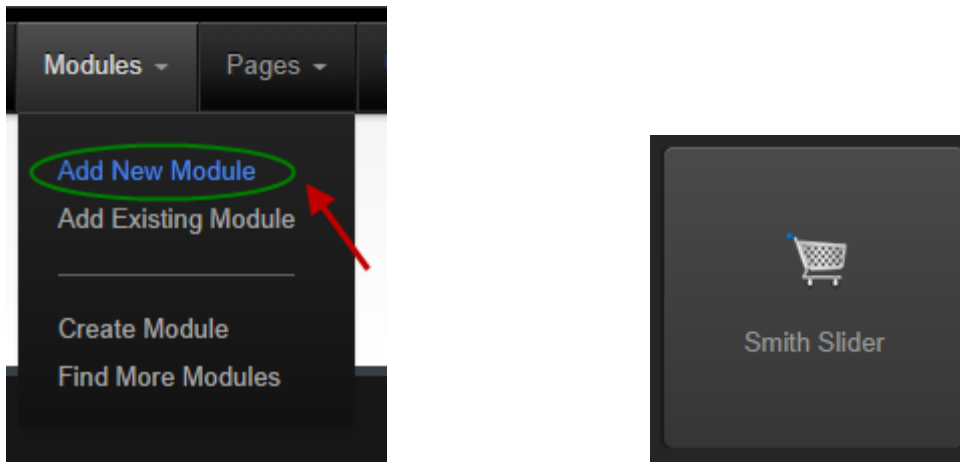 Modules
Pages
Add New Module
Add Existing Module
Create Module
Find More Modules
Smith Slider